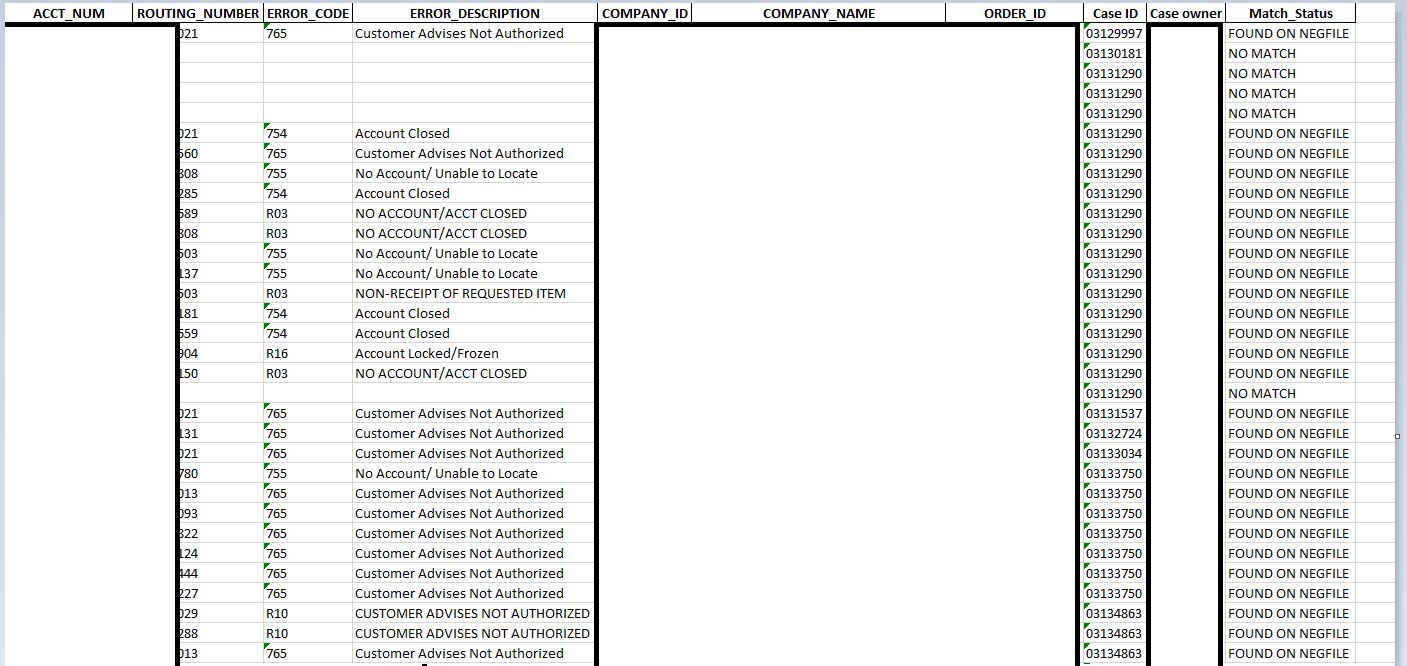 ACCT_NUM ROUTING_NUMBER ERROR_CODE ERROR_DESCRIPTION COMPANY_ID COMPANY_NAME ORDER_ID Case ID Case owner Match_Status
021 765 Customer Advises Not Authorized 03129997 FOUND ON NEGFILE
03130181 NO MATCH
03131290 NO MATCH
03131290 NO MATCH
03131290 NO MATCH
021 754 Account Closed 03131290 FOUND ON NEGFILE
560 765 Customer Advises Not Authorized 03131290 FOUND ON NEGFILE
808 755 No Account/ Unable to Locate 03131290 FOUND ON NEGFILE
285 754 Account Closed 03131290 FOUND ON NEGFILE
589 R03 NO ACCOUNT/ACCT CLOSED 03131290 FOUND ON NEGFILE
808 R03 NO ACCOUNT/ACCT CLOSED 03131290 FOUND ON NEGFILE
503 755 No Account/ Unable to Locate 03131290 FOUND ON NEGFILE
137 755 No Account/ Unable to Locate 03131290 FOUND ON NEGFILE
503 R03 NON-RECEIPT OF REQUESTED ITEM 03131290 FOUND ON NEGFILE
181 754 Account Closed 03131290 FOUND ON NEGFILE
559 754 Account Closed 03131290 FOUND ON NEGFILE
904 R16 Account Locked/Frozen 03131290 FOUND ON NEGFILE
150 R03 NO ACCOUNT/ACCT CLOSED 03131290 FOUND ON NEGFILE
03131290 NO MATCH
021 765 Customer Advises Not Authorized 03131537 FOUND ON NEGFILE
131 765 Customer Advises Not Authorized 03132724 FOUND ON NEGFILE
021 765 Customer Advises Not Authorized 03133034 FOUND ON NEGFILE
780 755 No Account/ Unable to Locate 03133750 FOUND ON NEGFILE
013 765 Customer Advises Not Authorized 03133750 FOUND ON NEGFILE
093 765 Customer Advises Not Authorized 03133750 FOUND ON NEGFILE
322 765 Customer Advises Not Authorized 03133750 FOUND ON NEGFILE
124 765 Customer Advises Not Authorized 03133750 FOUND ON NEGFILE
444 765 Customer Advises Not Authorized 03133750 FOUND ON NEGFILE
227 765 Customer Advises Not Authorized 03133750 FOUND ON NEGFILE
029 R10 CUSTOMER ADVISES NOT AUTHORIZED 03134863 FOUND ON NEGFILE
288 R10 CUSTOMER ADVISES NOT AUTHORIZED 03134863 FOUND ON NEGFILE
013 765 Customer Advises Not Authorized 03134863 FOUND ON NEGFILE